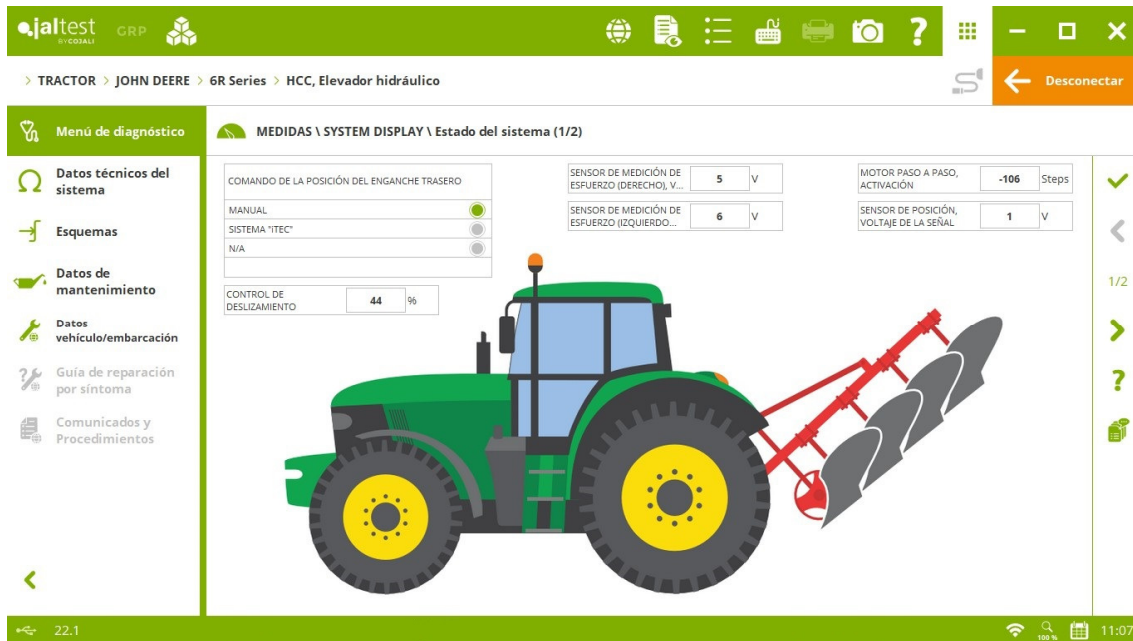 jaltest GRP
BY COJALI
> TRACTOR > JOHN DEERE > 6R Series > HCC, Elevador hidráulico
Desconectar
Menú de diagnóstico
MEDIDAS \ SYSTEM DISPLAY \ Estado del sistema (1/2)
Datos técnicos del
sistema
Esquemas
Datos de
mantenimiento
Datos
vehículo/embarcación
Guía de reparación
por síntoma
Comunicados y
Procedimientos
COMANDO DE LA POSICIÓN DEL ENGANCHE TRASERO
MANUAL
SISTEMA "iTEC"
N/A
CONTROL DE
DESLIZAMIENTO
44 %
SENSOR DE MEDICIÓN DE
ESFUERZO (DERECHO), V...
5 V
SENSOR DE MEDICIÓN DE
ESFUERZO (IZQUIERDO...
6 V
MOTOR PASO A PASO,
ACTIVACIÓN
-106 Steps
SENSOR DE POSICIÓN,
VOLTAJE DE LA SEÑAL
1 V
1/2
22.1
100 %
11:07